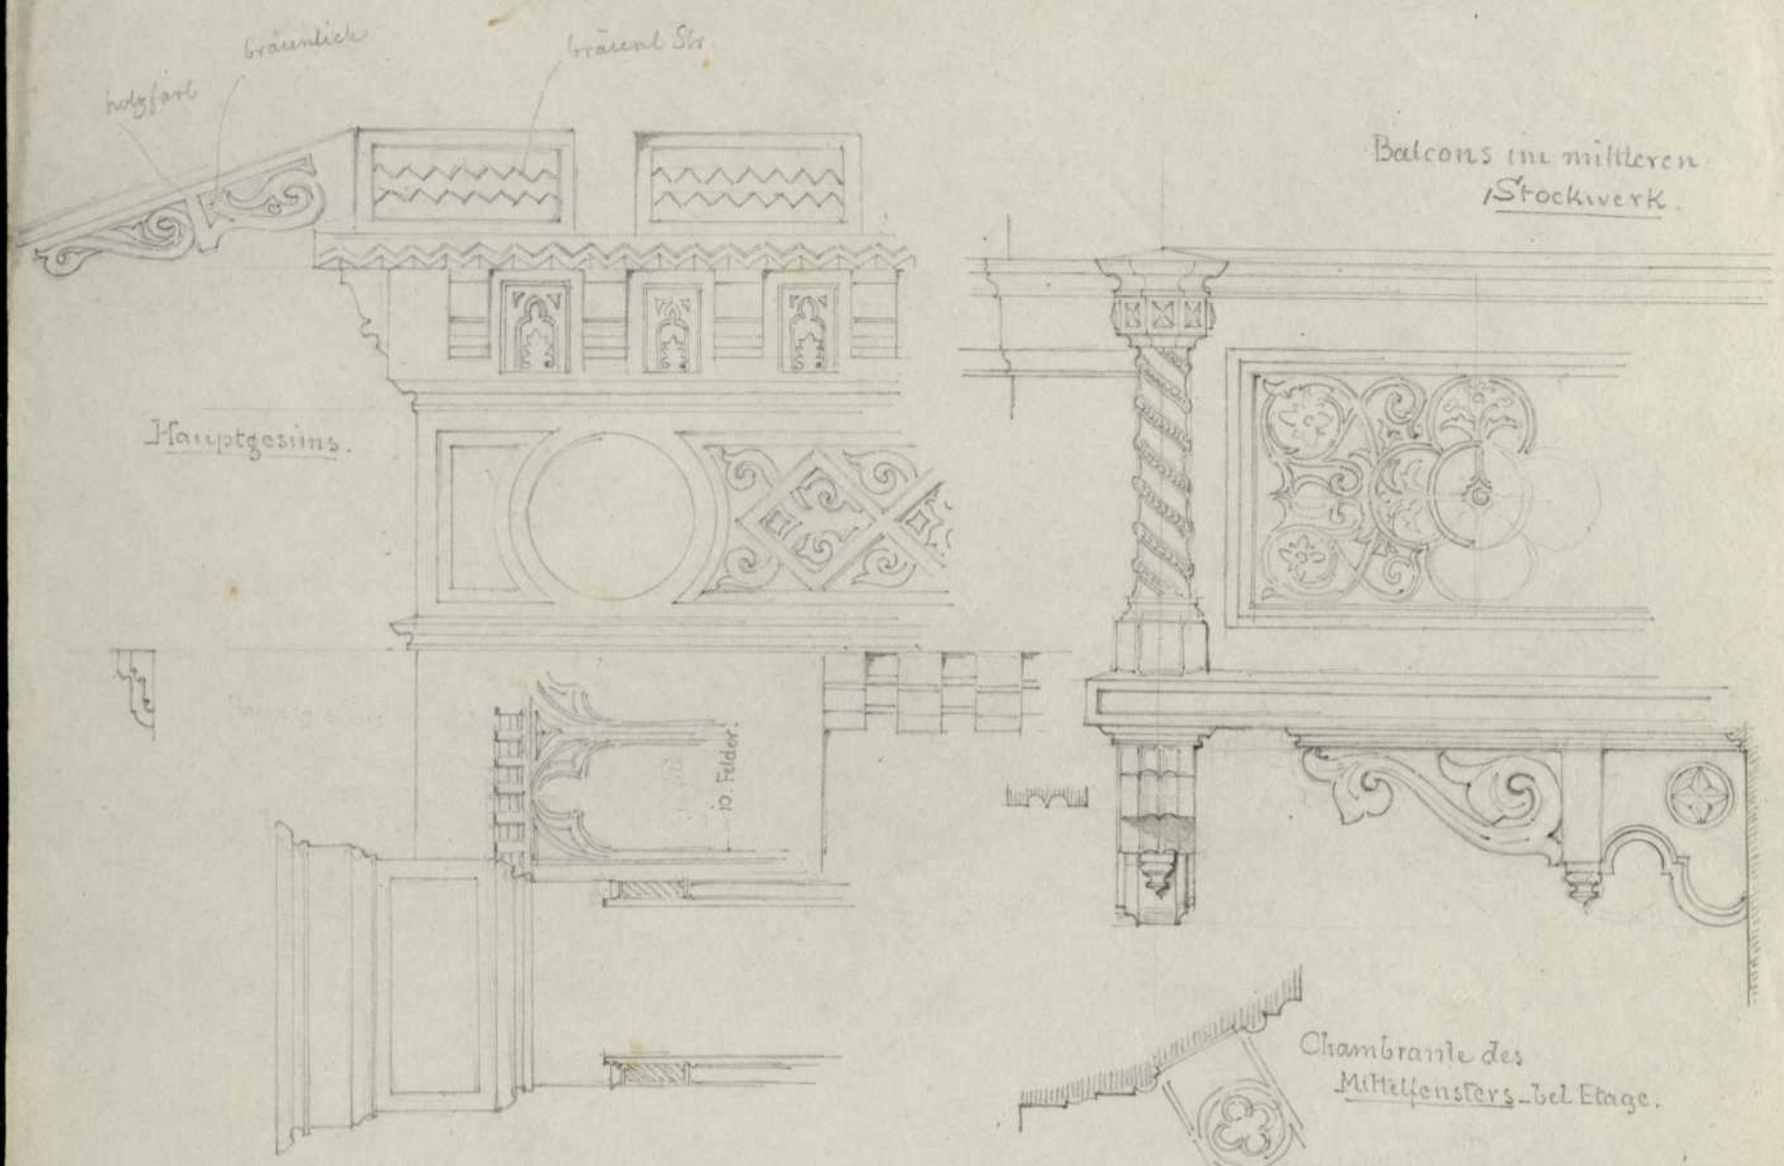 bräunlich
bräunl Str
holzfarb
Balcons im mittleren
Stockwerk.
Hauptgesims.
10. Felder.
Chambranle des
Mittelfensters-bel Etage.